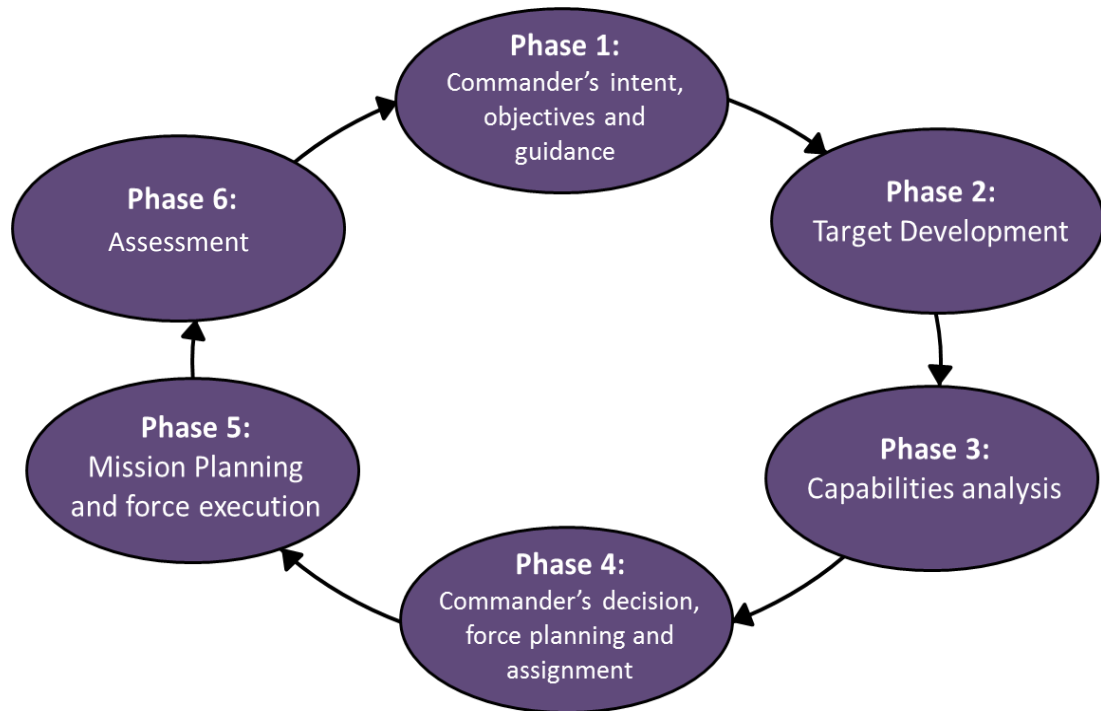 Phase 1:
Commander’s intent,
objectives and
guidance
Phase 2:
Target Development
Phase 3:
Capabilities analysis
Phase 4:
Commander’s decision,
force planning and
assignment
Phase 5:
Mission Planning
and force execution
Phase 6:
Assessment